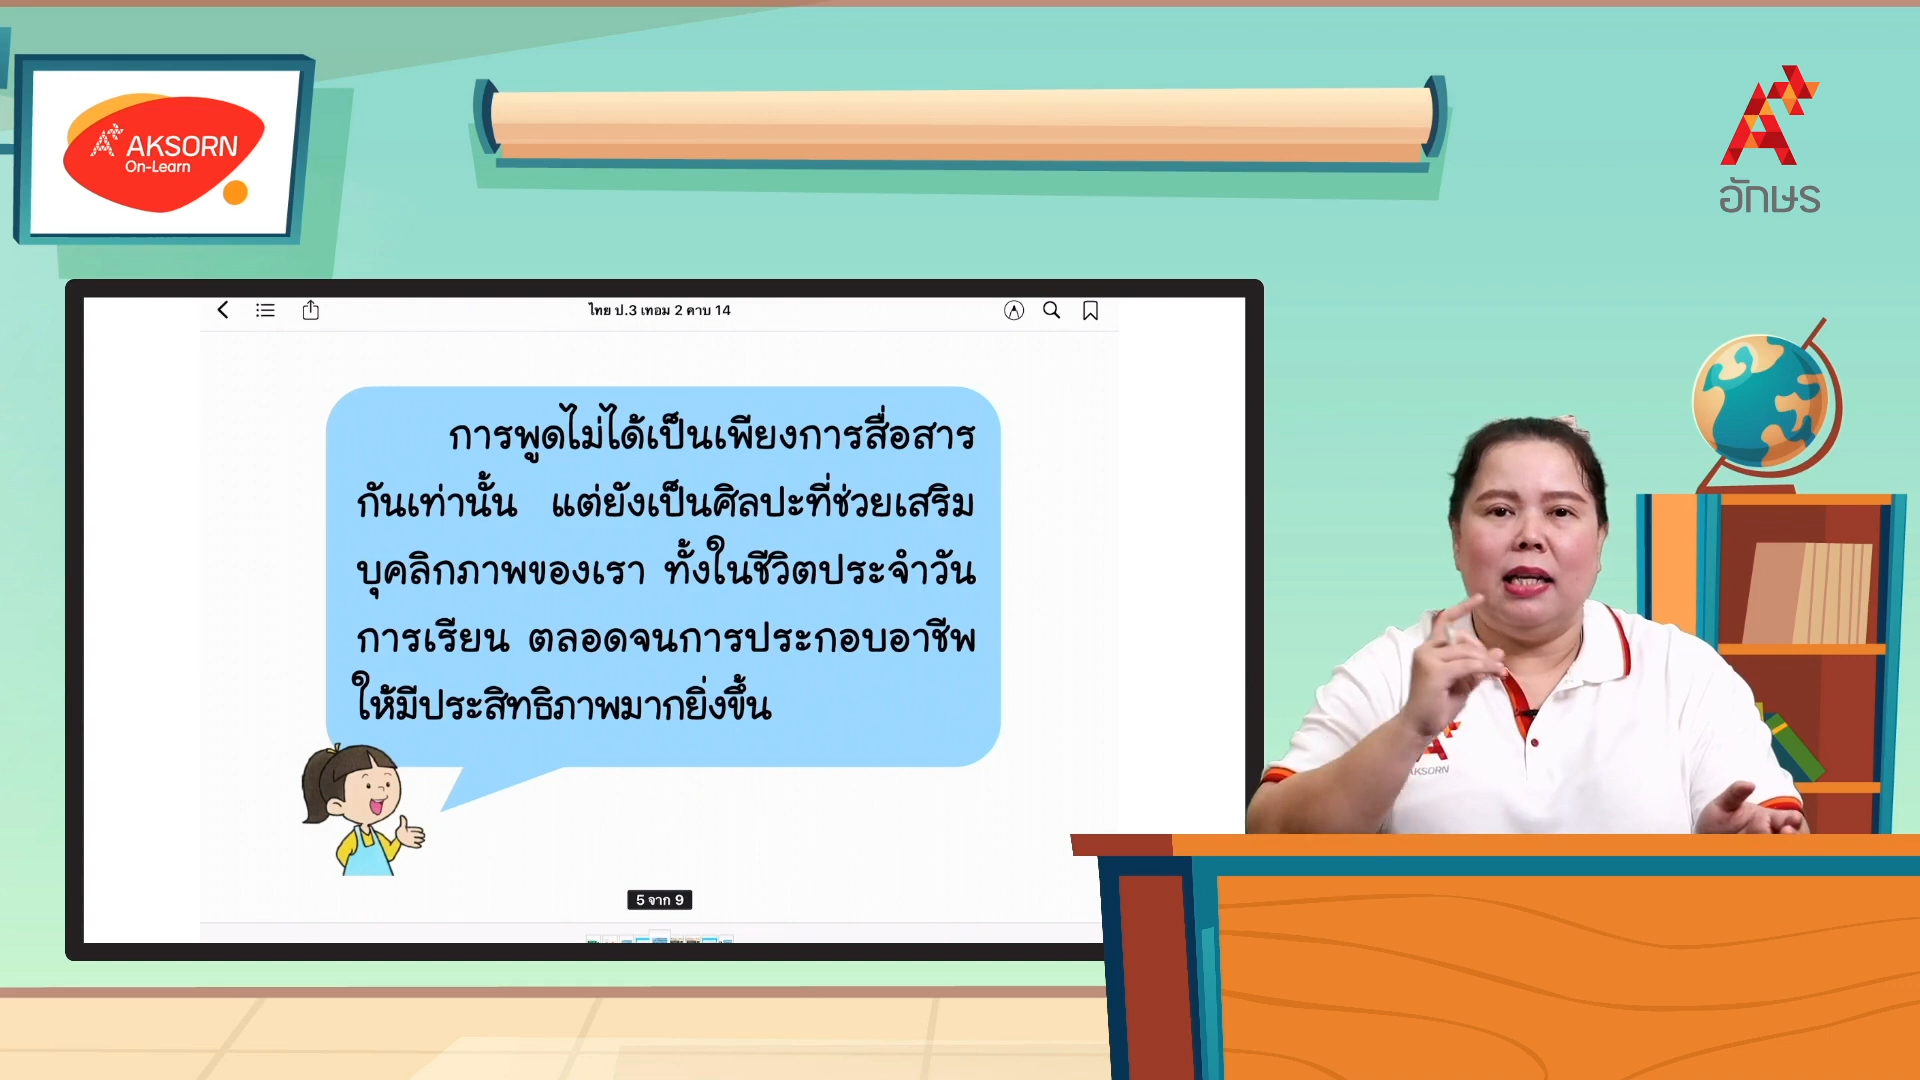 AKSORN
On-Learn
อักษร
ไทย ป.3 เทอม 2 คาบ 14
การพูดไม่ได้เป็นเพียงการสื่อสาร
กันเท่านั้น แต่ยังเป็นศิลปะที่ช่วยเสริม
บุคลิกภาพของเรา ทั้งในชีวิตประจำวัน
การเรียน ตลอดจนการประกอบอาชีพ
ให้มีประสิทธิภาพมากยิ่งขึ้น
5 จาก 9
AKSORN